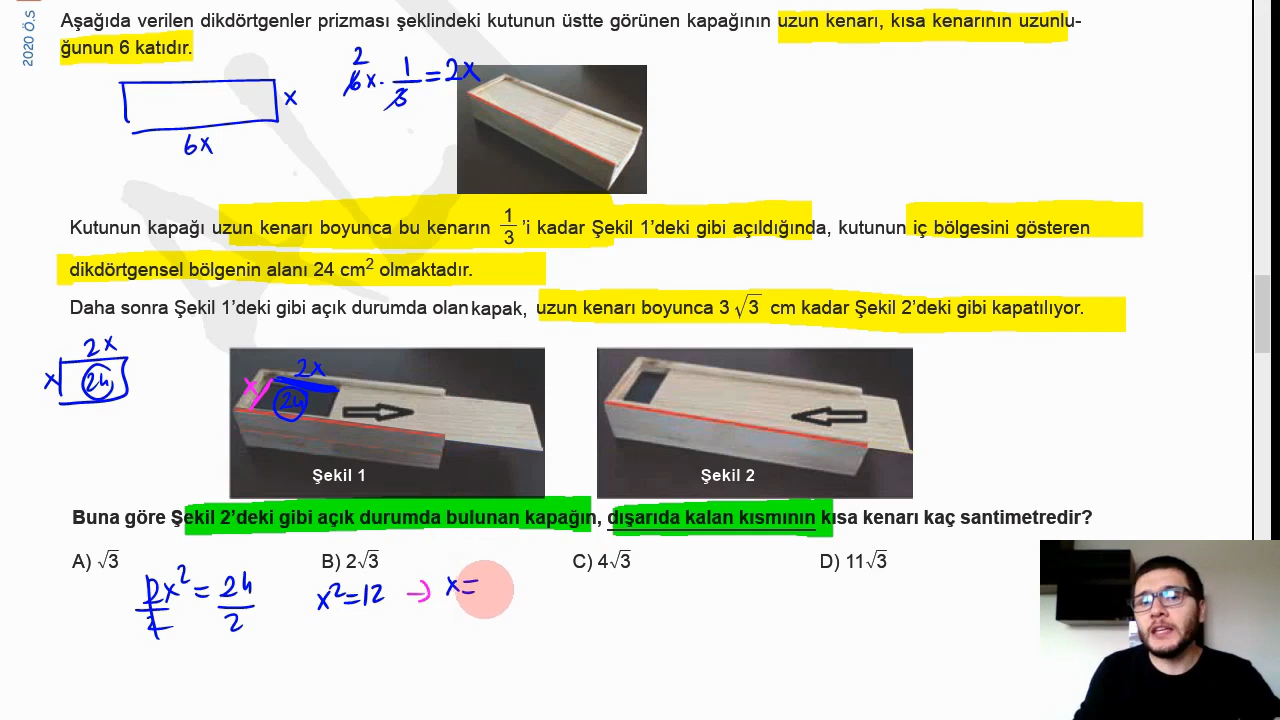 2020 Ö.S
Aşağıda verilen dikdörtgenler prizması şeklindeki kutunun üstte görünen kapağının uzun kenarı, kısa kenarının uzunlu-
ğunun 6 katıdır.
6x · 1/3 = 2x
2
x
6x
Kutunun kapağı uzun kenarı boyunca bu kenarın 1/3 'i kadar Şekil 1'deki gibi açıldığında, kutunun iç bölgesini gösteren
dikdörtgensel bölgenin alanı 24 cm² olmaktadır.
Daha sonra Şekil 1'deki gibi açık durumda olan kapak, uzun kenarı boyunca 3√3 cm kadar Şekil 2'deki gibi kapatılıyor.
2x
x 24
2x
x
24
Şekil 1
Şekil 2
Buna göre Şekil 2'deki gibi açık durumda bulunan kapağın, dışarıda kalan kısmının kısa kenarı kaç santimetredir?
A) √3 B) 2√3 C) 4√3 D) 11√3
2x²/2 = 24/2 x²=12 → x=